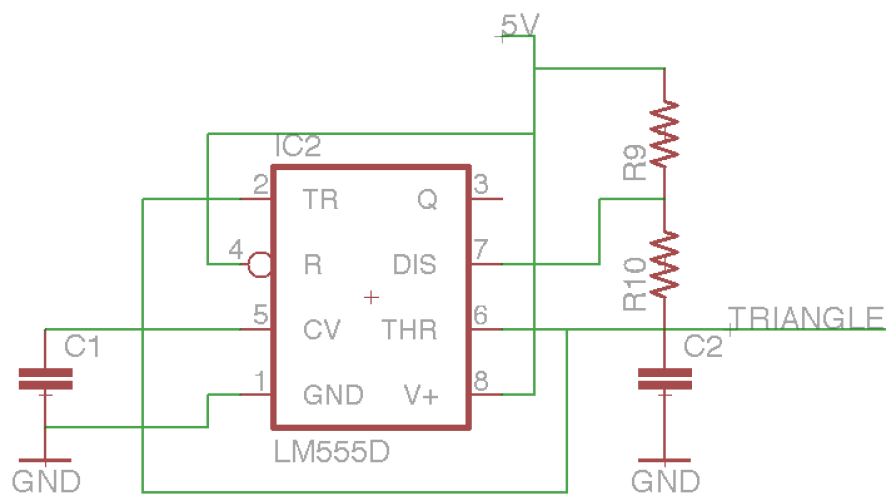 5V
IC2
2 TR Q 3
R9
4 R DIS 7
R10
5 CV THR 6
TRIANGLE
C1
C2
1 GND V+ 8
LM555D
GND
GND